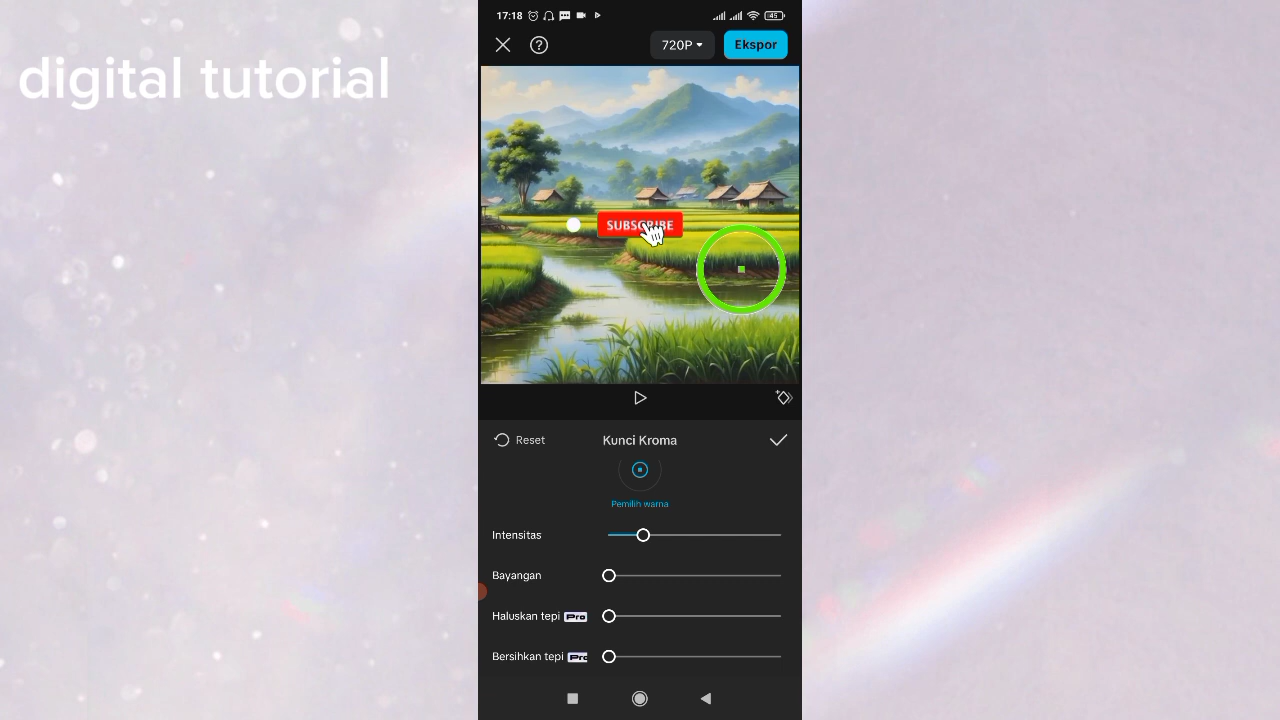 digital tutorial
17:18
45
720P
Ekspor
SUBSCRIBE
Reset
Kunci Kroma
Pemilih warna
Intensitas
Bayangan
Haluskan tepi Pro
Bersihkan tepi Pro